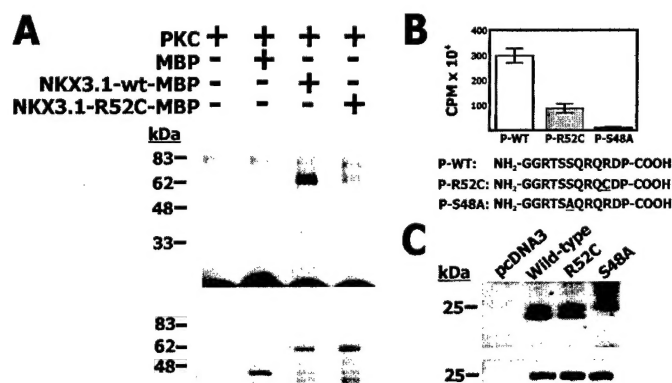 A
PKC + + + +
MBP - + - -
NKX3.1-wt-MBP - - + -
NKX3.1-R52C-MBP - - - +
kDa
83
62
48
33
83
62
48
B
CPM x 10⁴
400
300
200
100
P-WT P-R52C P-S48A
P-WT: NH₂-GGRTSSQRQRDP-COOH
P-R52C: NH₂-GGRTSSQRQCDP-COOH
P-S48A: NH₂-GGRTSAQRQRDP-COOH
C
kDa
pcDNA3
Wild-type
R52C
S48A
25
25